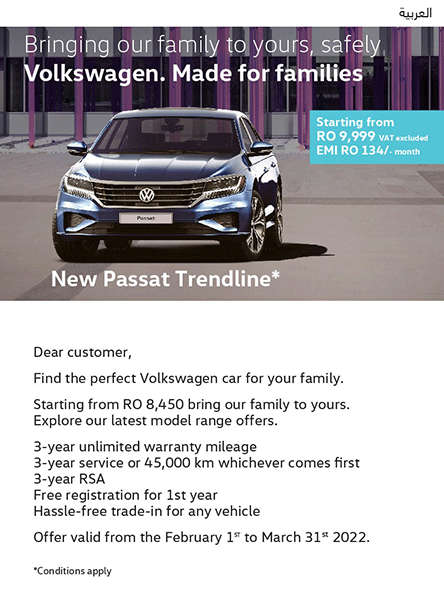 العربية
Bringing our family to yours, safely
Volkswagen. Made for families
Starting from
RO 9,999 VAT excluded
EMI RO 134/- month
Passat
New Passat Trendline*
Dear customer,
Find the perfect Volkswagen car for your family.
Starting from RO 8,450 bring our family to yours.
Explore our latest model range offers.
3-year unlimited warranty mileage
3-year service or 45,000 km whichever comes first
3-year RSA
Free registration for 1st year
Hassle-free trade-in for any vehicle
Offer valid from the February 1st to March 31st 2022.
*Conditions apply